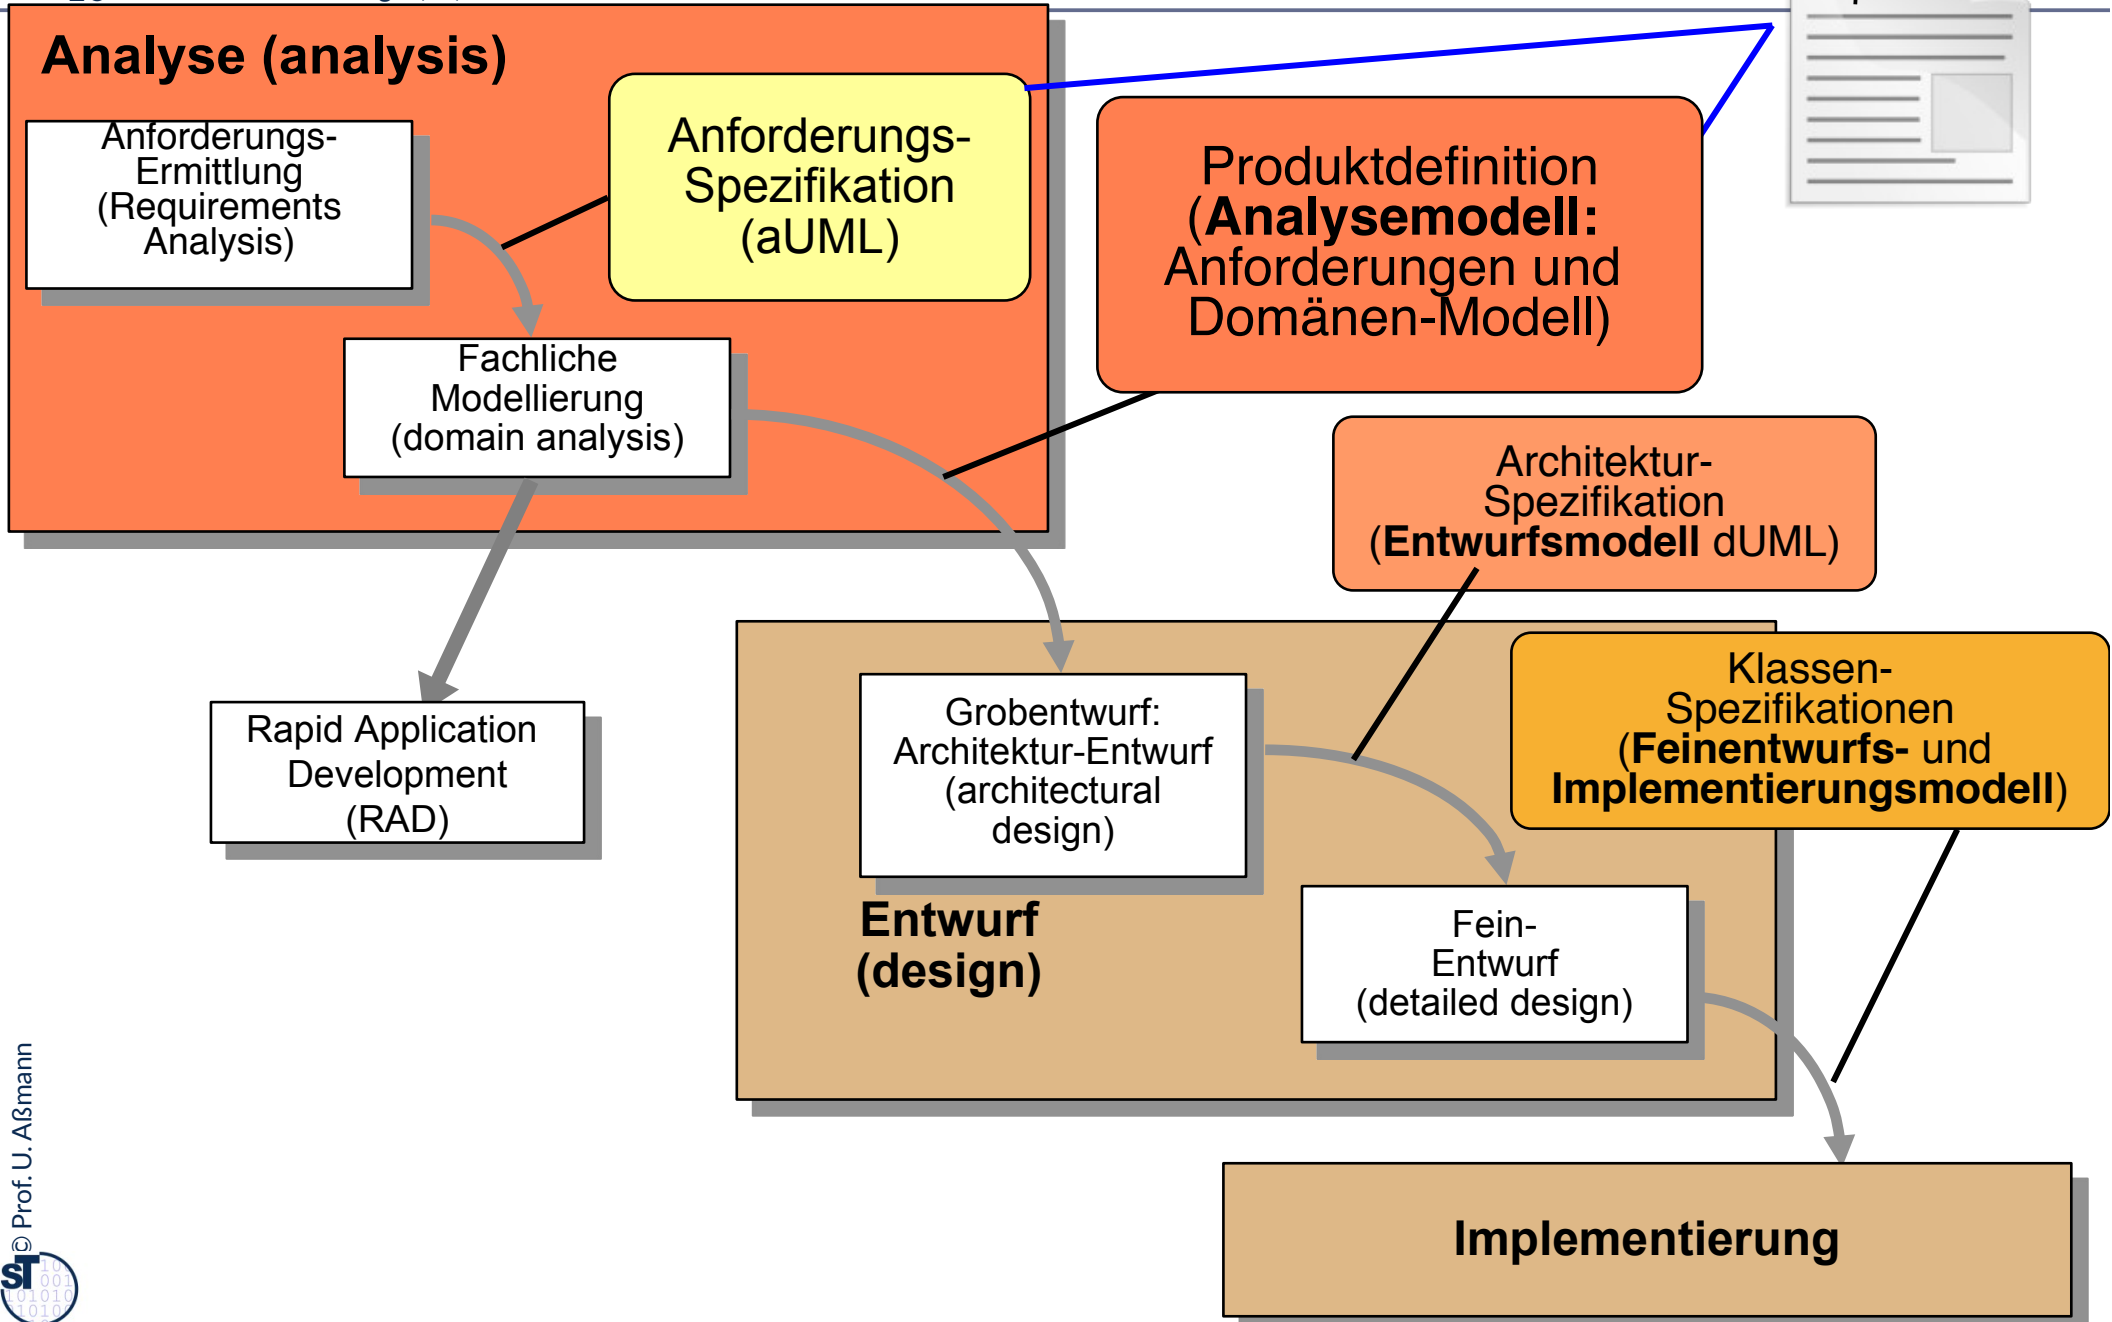 Analyse (analysis)
Anforderungs-
Ermittlung
(Requirements
Analysis)
Anforderungs-
Spezifikation
(aUML)
Produktdefinition
(Analysemodell:
Anforderungen und
Domänen-Modell)
Fachliche
Modellierung
(domain analysis)
Architektur-
Spezifikation
(Entwurfsmodell dUML)
Rapid Application
Development
(RAD)
Grobentwurf:
Architektur-Entwurf
(architectural
design)
Klassen-
Spezifikationen
(Feinentwurfs- und
Implementierungsmodell)
Entwurf
(design)
Fein-
Entwurf
(detailed design)
Implementierung
© Prof. U. Aßmann
ST